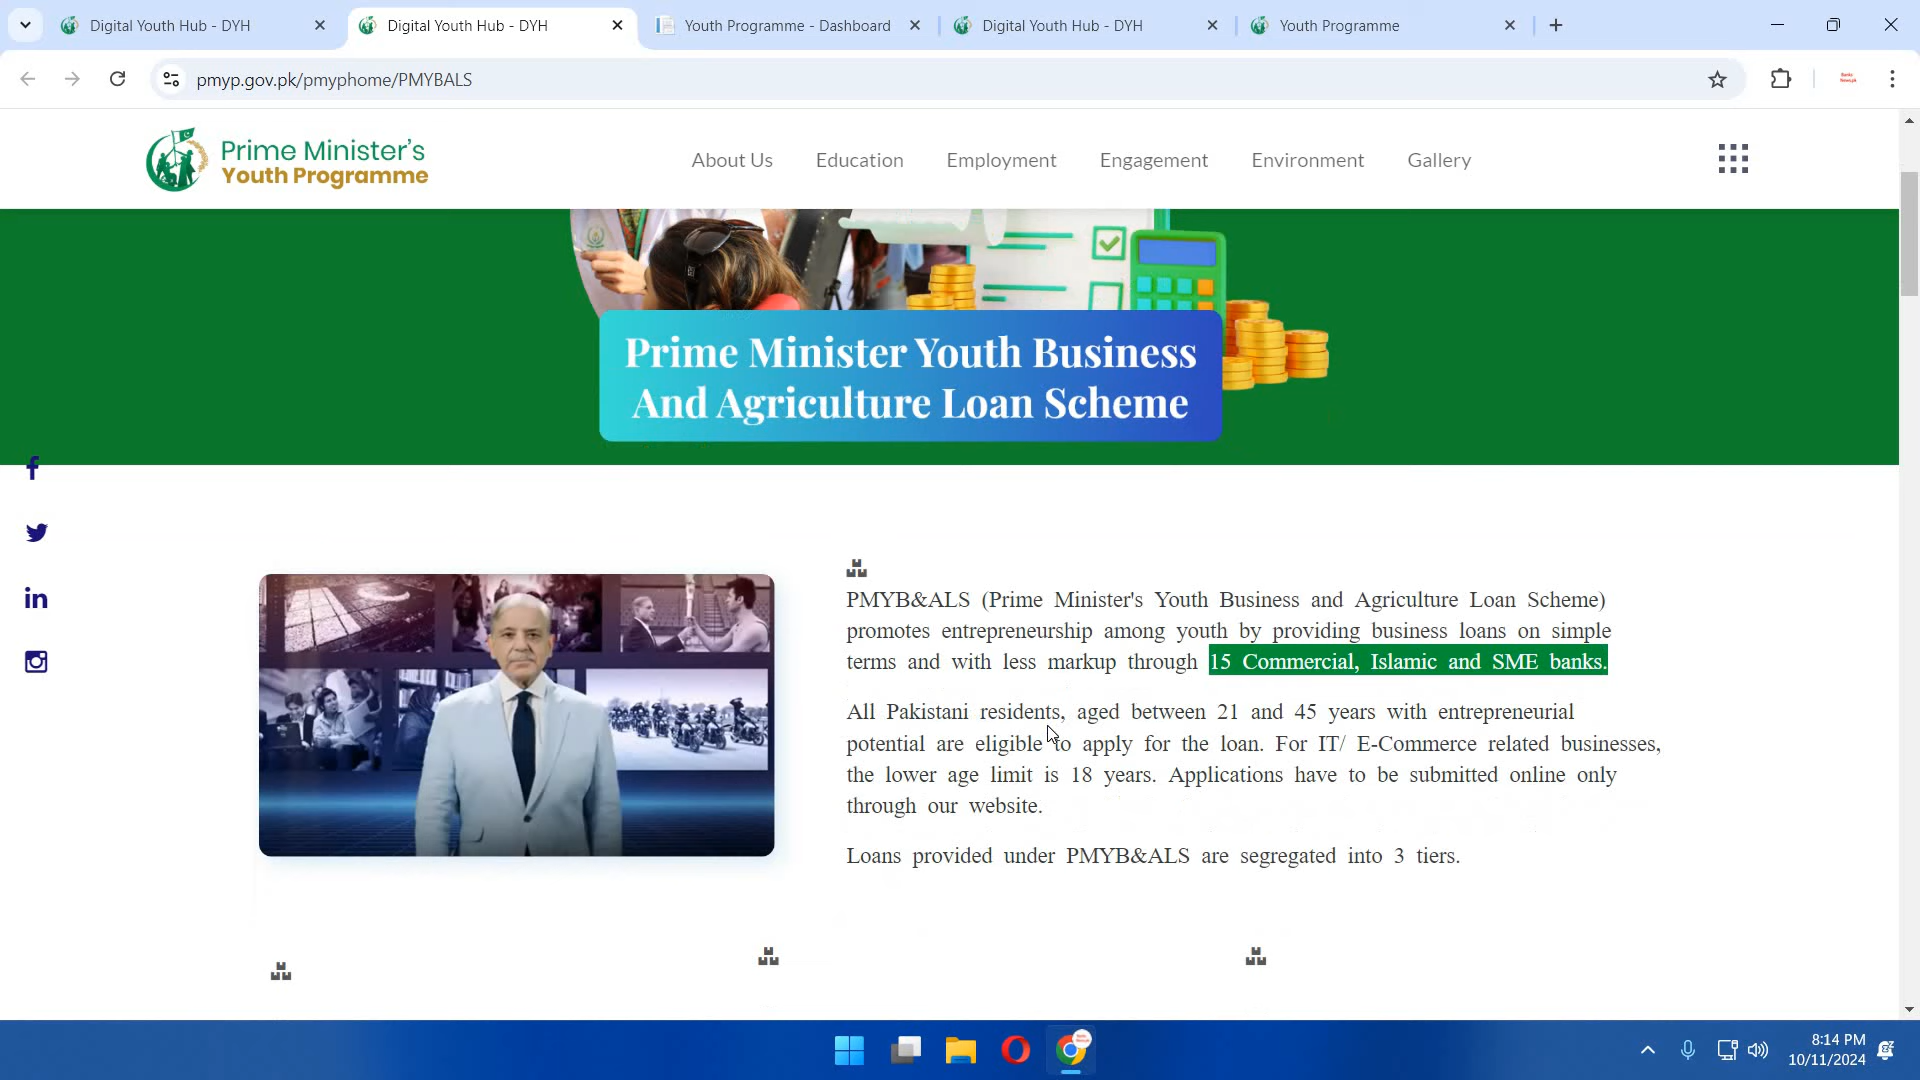 Digital Youth Hub - DYH
Digital Youth Hub - DYH
Youth Programme - Dashboard
Digital Youth Hub - DYH
Youth Programme
pmyp.gov.pk/pmyphome/PMYBALS
Prime Minister's
Youth Programme
About Us
Education
Employment
Engagement
Environment
Gallery
Prime Minister Youth Business
And Agriculture Loan Scheme
PMYB&ALS (Prime Minister's Youth Business and Agriculture Loan Scheme)
promotes entrepreneurship among youth by providing business loans on simple
terms and with less markup through 15 Commercial, Islamic and SME banks.
All Pakistani residents, aged between 21 and 45 years with entrepreneurial
potential are eligible to apply for the loan. For IT/ E-Commerce related businesses,
the lower age limit is 18 years. Applications have to be submitted online only
through our website.
Loans provided under PMYB&ALS are segregated into 3 tiers.
8:14 PM
10/11/2024